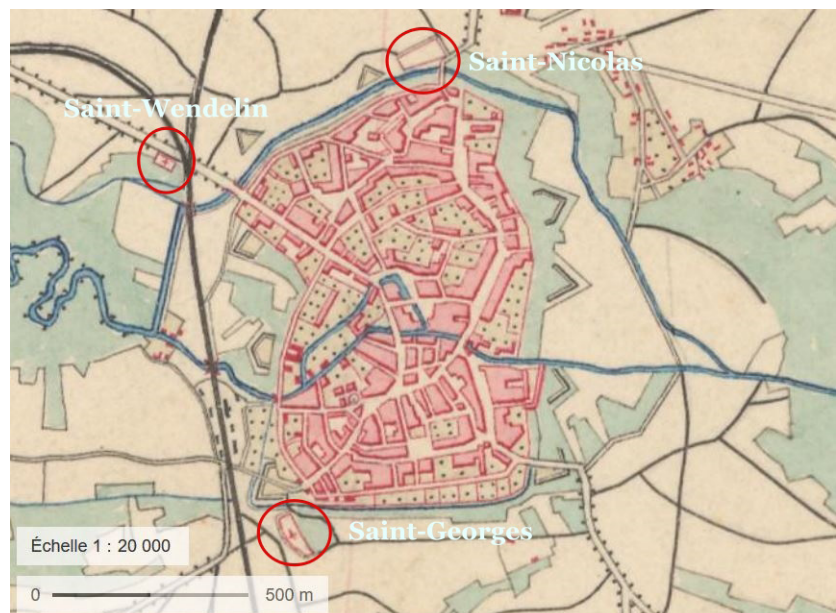 Saint-Nicolas
Saint-Wendelin
Saint-Georges
Échelle 1 : 20 000
0 500 m